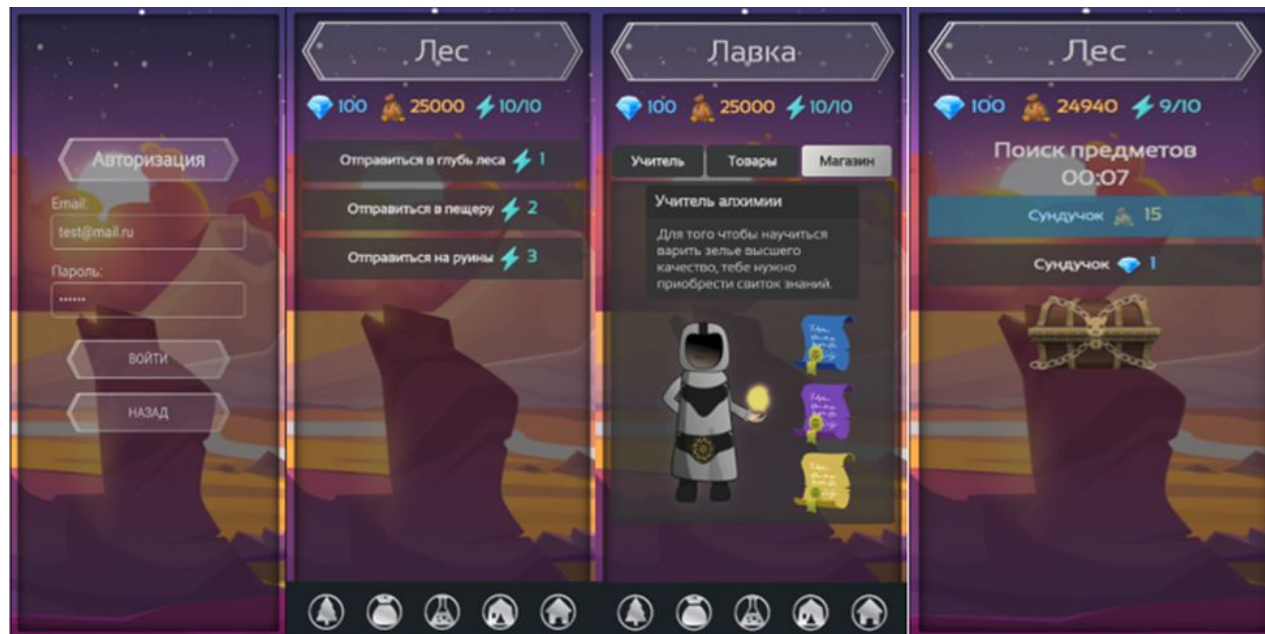 Авторизация
Email:
test@mail.ru
Пароль:
••••••
ВОЙТИ
НАЗАД
Лес
100 25000 10/10
Отправиться в глубь леса 1
Отправиться в пещеру 2
Отправиться на руины 3
Лавка
100 25000 10/10
Учитель Товары Магазин
Учитель алхимии
Для того чтобы научиться
варить зелье высшего
качество, тебе нужно
приобрести свиток знаний.
Лес
100 24940 9/10
Поиск предметов
00:07
Сундучок 15
Сундучок 1